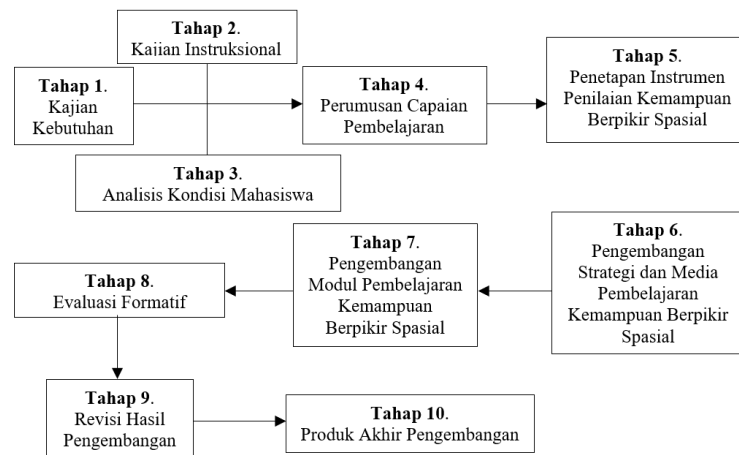 Tahap 1.
Kajian
Kebutuhan
Tahap 2.
Kajian Instruksional
Tahap 3.
Analisis Kondisi Mahasiswa
Tahap 4.
Perumusan Capaian
Pembelajaran
Tahap 5.
Penetapan Instrumen
Penilaian Kemampuan
Berpikir Spasial
Tahap 6.
Pengembangan
Strategi dan Media
Pembelajaran
Kemampuan Berpikir
Spasial
Tahap 7.
Pengembangan
Modul Pembelajaran
Kemampuan
Berpikir Spasial
Tahap 8.
Evaluasi Formatif
Tahap 9.
Revisi Hasil
Pengembangan
Tahap 10.
Produk Akhir Pengembangan